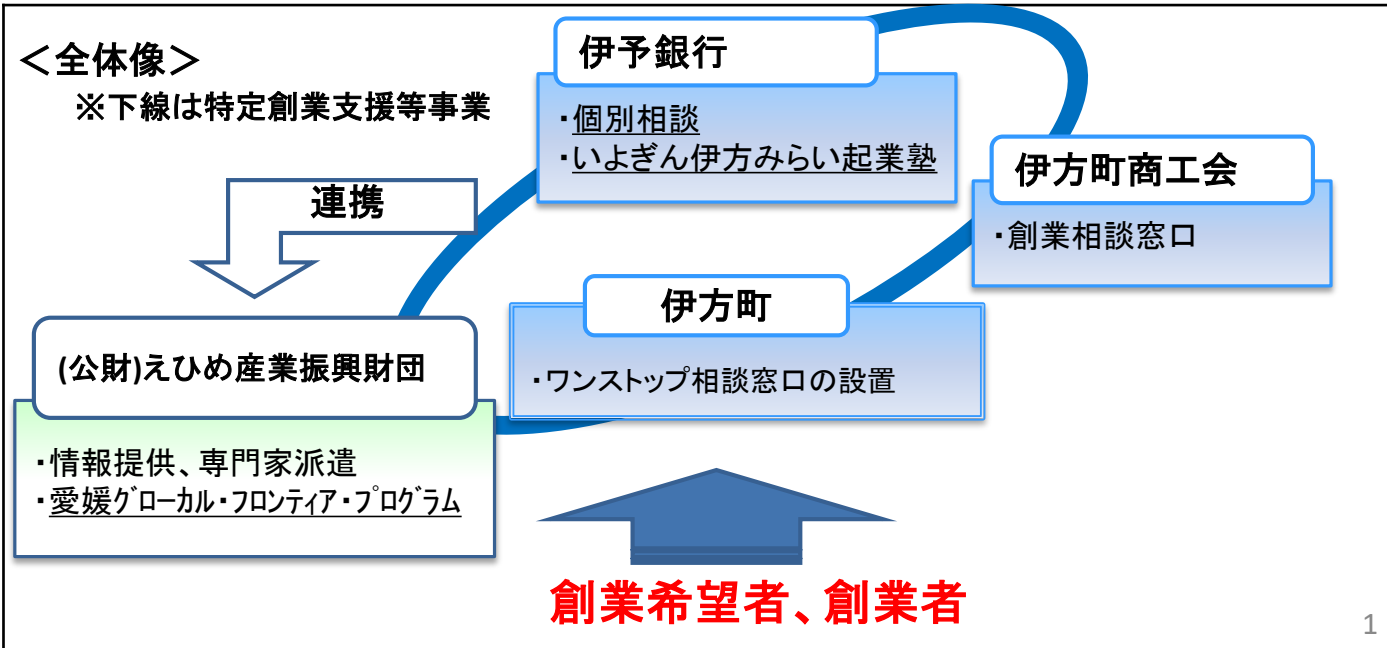 ＜全体像＞
※下線は特定創業支援等事業
伊予銀行
・個別相談
・いよぎん伊方みらい起業塾
伊方町商工会
・創業相談窓口
連携
伊方町
・ワンストップ相談窓口の設置
(公財)えひめ産業振興財団
・情報提供、専門家派遣
・愛媛ｸﾞﾛｰｶﾙ・ﾌﾛﾝﾃｨｱ・ﾌﾟﾛｸﾞﾗﾑ
創業希望者、創業者
1